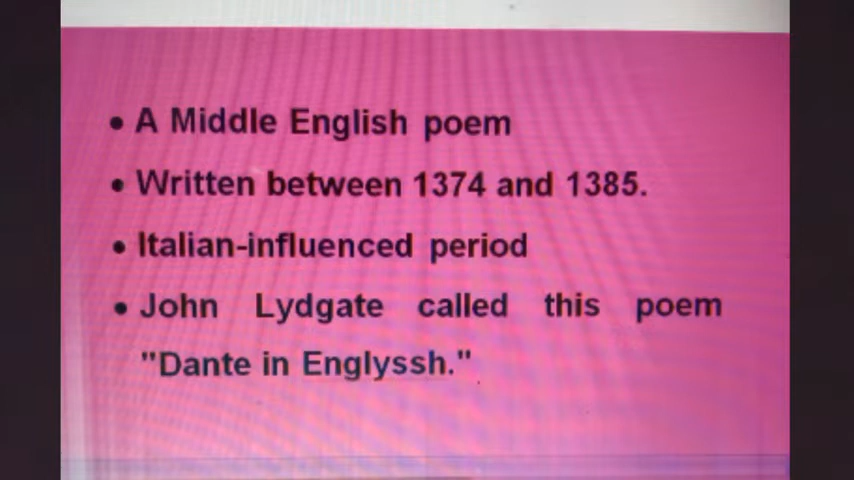 • A Middle English poem
• Written between 1374 and 1385.
• Italian-influenced period
• John Lydgate called this poem
"Dante in Englyssh."